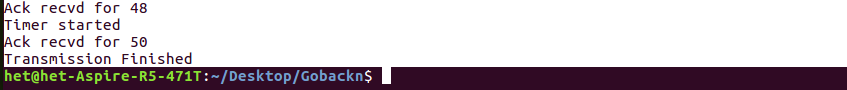 Ack recvd for 48
Timer started
Ack recvd for 50
Transmission Finished
het@het-Aspire-R5-471T:~/Desktop/Gobackn$